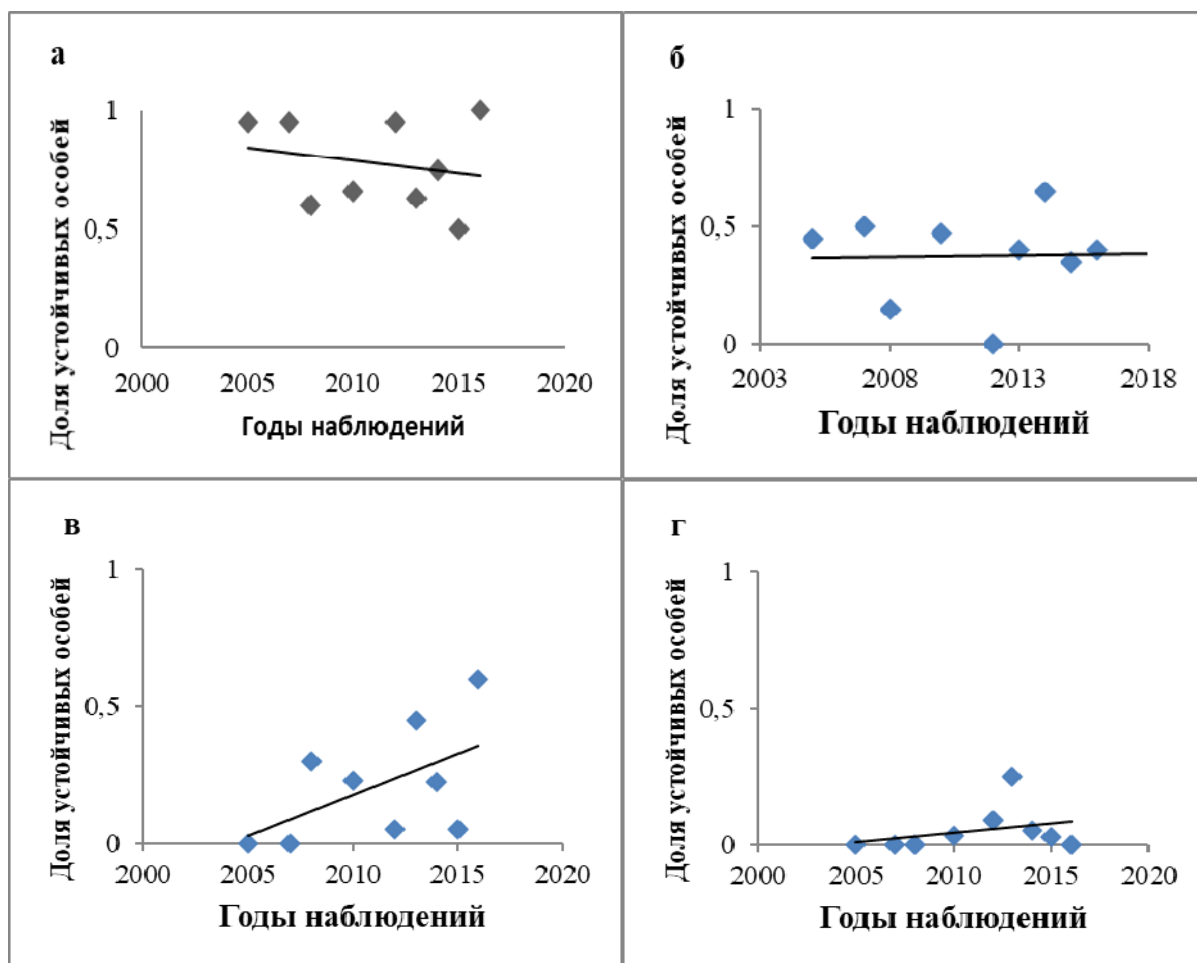 а
Доля устойчивых особей
1
0,5
0
2000 2005 2010 2015 2020
Годы наблюдений
б
Доля устойчивых особей
1
0,5
0
2003 2008 2013 2018
Годы наблюдений
в
Доля устойчивых особей
1
0,5
0
2000 2005 2010 2015 2020
Годы наблюдений
г
Доля устойчивых особей
1
0,5
0
2000 2005 2010 2015 2020
Годы наблюдений